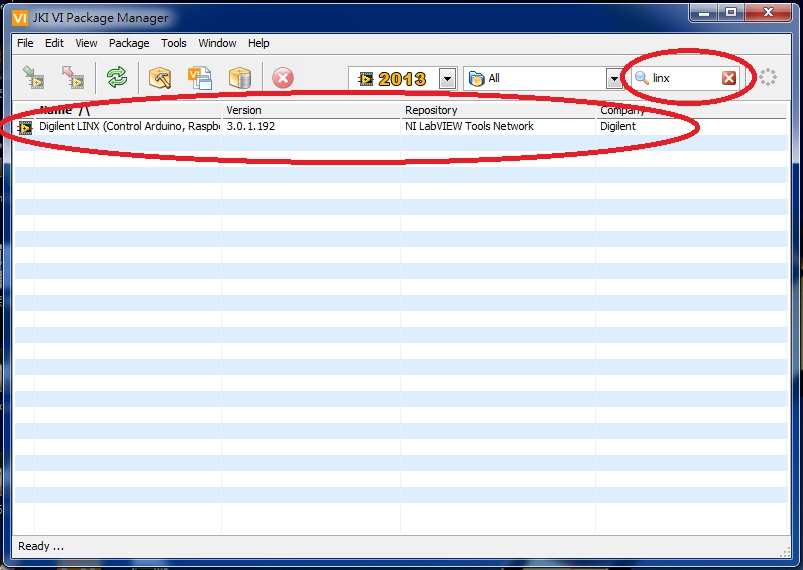 VI JKI VI Package Manager
File Edit View Package Tools Window Help
2013 All linx
Name /\ Version Repository Company
Digilent LINX (Control Arduino, Raspbe 3.0.1.192 NI LabVIEW Tools Network Digilent
Ready ...